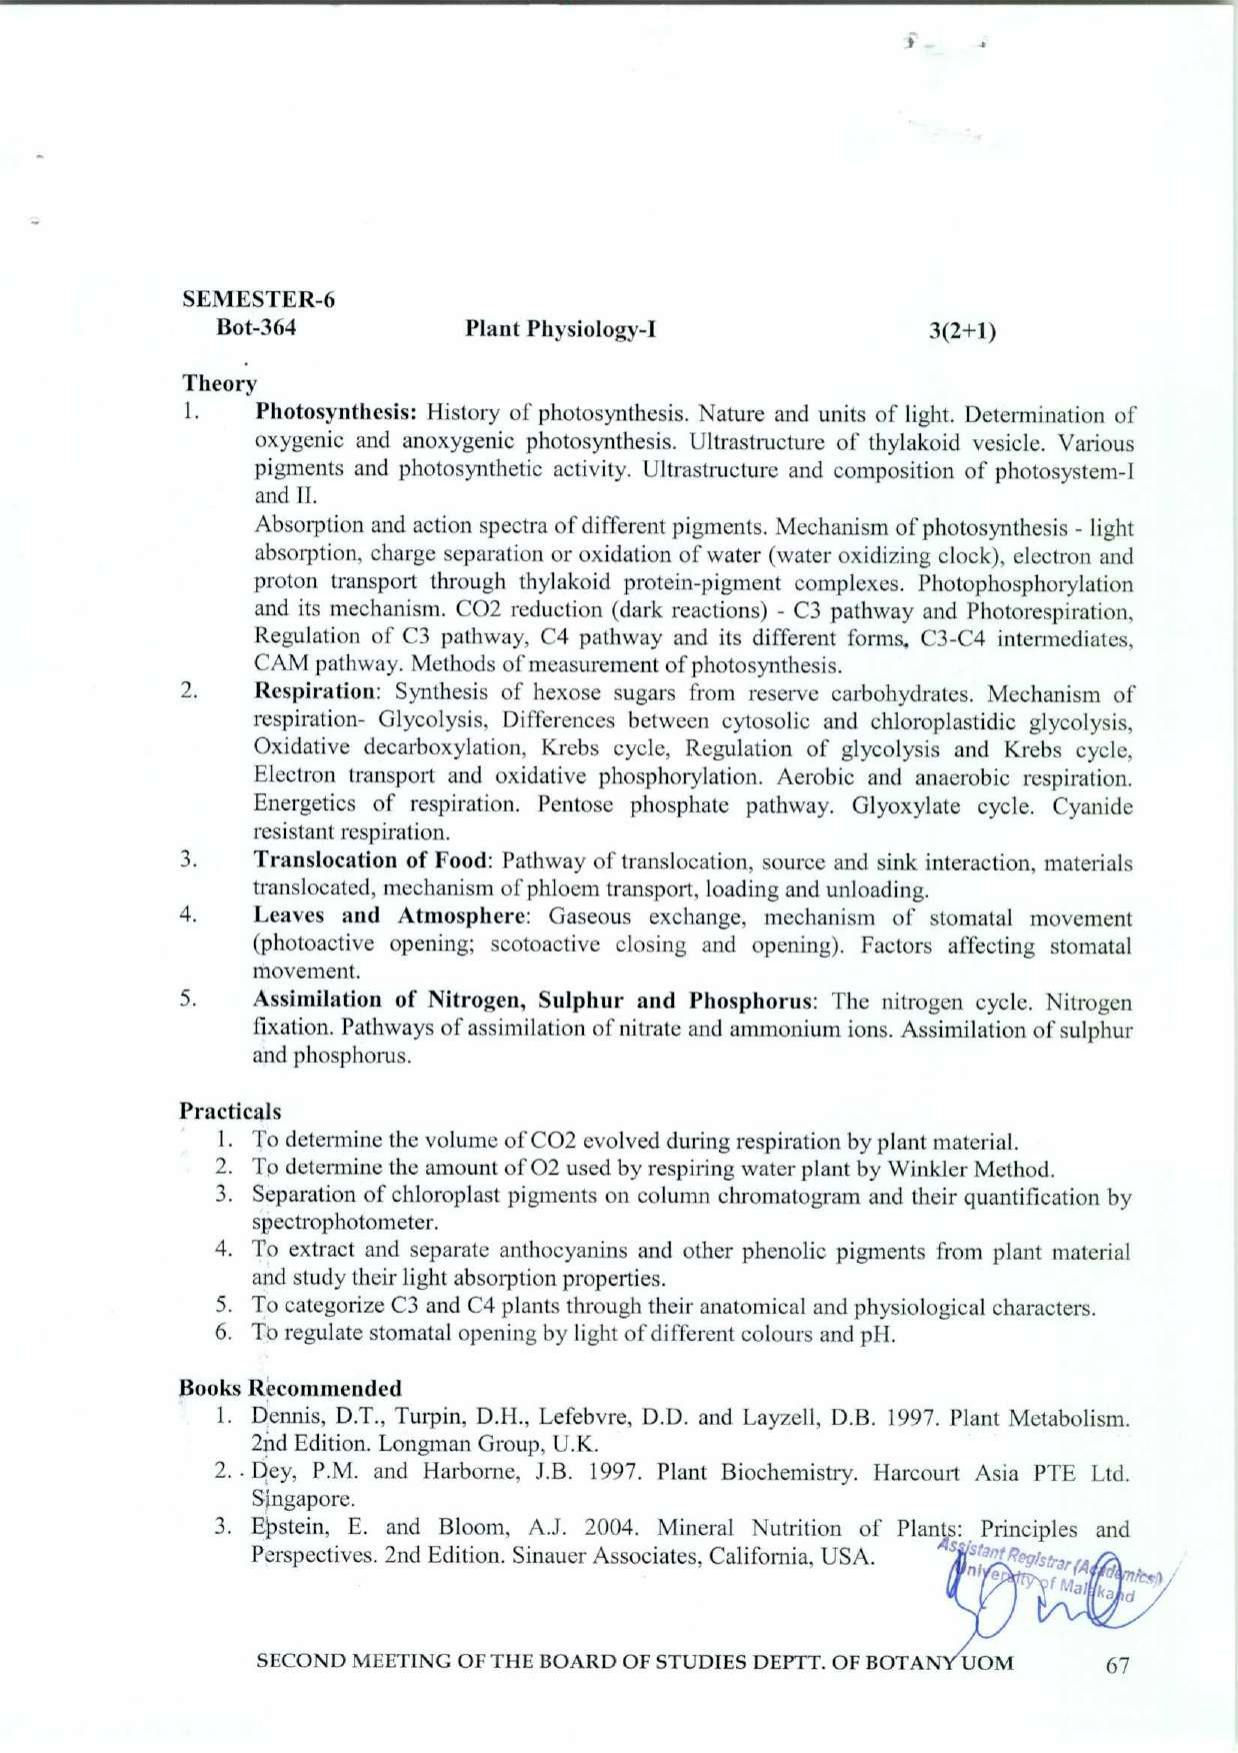 SEMESTER-6
Bot-364 Plant Physiology-I 3(2+1)
Theory
1. Photosynthesis: History of photosynthesis. Nature and units of light. Determination of
oxygenic and anoxygenic photosynthesis. Ultrastructure of thylakoid vesicle. Various
pigments and photosynthetic activity. Ultrastructure and composition of photosystem-I
and II.
Absorption and action spectra of different pigments. Mechanism of photosynthesis - light
absorption, charge separation or oxidation of water (water oxidizing clock), electron and
proton transport through thylakoid protein-pigment complexes. Photophosphorylation
and its mechanism. CO2 reduction (dark reactions) - C3 pathway and Photorespiration,
Regulation of C3 pathway, C4 pathway and its different forms, C3-C4 intermediates,
CAM pathway. Methods of measurement of photosynthesis.
2. Respiration: Synthesis of hexose sugars from reserve carbohydrates. Mechanism of
respiration- Glycolysis, Differences between cytosolic and chloroplastidic glycolysis,
Oxidative decarboxylation, Krebs cycle, Regulation of glycolysis and Krebs cycle,
Electron transport and oxidative phosphorylation. Aerobic and anaerobic respiration.
Energetics of respiration. Pentose phosphate pathway. Glyoxylate cycle. Cyanide
resistant respiration.
3. Translocation of Food: Pathway of translocation, source and sink interaction, materials
translocated, mechanism of phloem transport, loading and unloading.
4. Leaves and Atmosphere: Gaseous exchange, mechanism of stomatal movement
(photoactive opening; scotoactive closing and opening). Factors affecting stomatal
movement.
5. Assimilation of Nitrogen, Sulphur and Phosphorus: The nitrogen cycle. Nitrogen
fixation. Pathways of assimilation of nitrate and ammonium ions. Assimilation of sulphur
and phosphorus.
Practicals
1. To determine the volume of CO2 evolved during respiration by plant material.
2. To determine the amount of O2 used by respiring water plant by Winkler Method.
3. Separation of chloroplast pigments on column chromatogram and their quantification by
spectrophotometer.
4. To extract and separate anthocyanins and other phenolic pigments from plant material
and study their light absorption properties.
5. To categorize C3 and C4 plants through their anatomical and physiological characters.
6. To regulate stomatal opening by light of different colours and pH.
Books Recommended
1. Dennis, D.T., Turpin, D.H., Lefebvre, D.D. and Layzell, D.B. 1997. Plant Metabolism.
2nd Edition. Longman Group, U.K.
2. Dey, P.M. and Harborne, J.B. 1997. Plant Biochemistry. Harcourt Asia PTE Ltd.
Singapore.
3. Epstein, E. and Bloom, A.J. 2004. Mineral Nutrition of Plants: Principles and
Perspectives. 2nd Edition. Sinauer Associates, California, USA.
Assistant Registrar (Academics)
University of Malakand
SECOND MEETING OF THE BOARD OF STUDIES DEPTT. OF BOTANY UOM 67